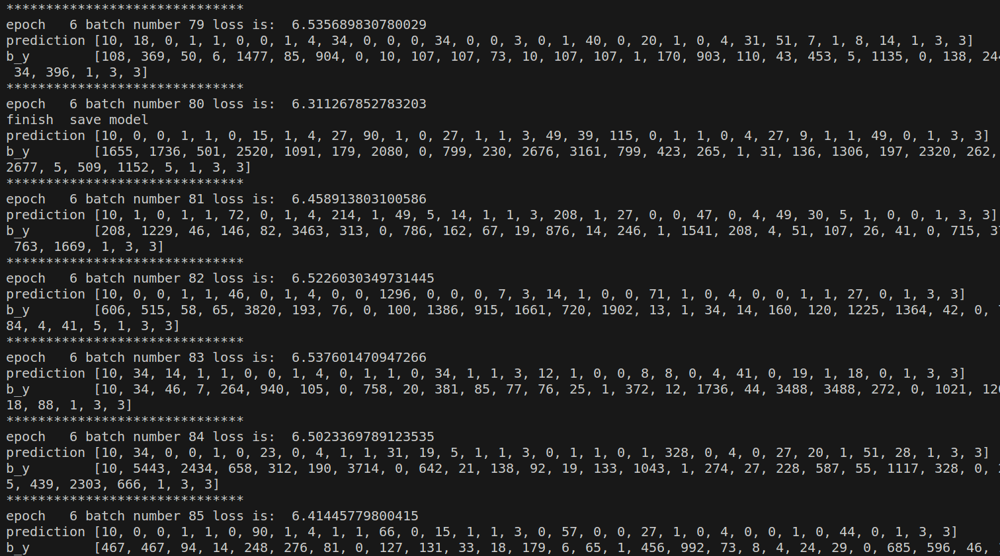 ******************************
epoch   6 batch number 79 loss is:  6.535689830780029
prediction [10, 18, 0, 1, 1, 0, 0, 1, 4, 34, 0, 0, 0, 34, 0, 0, 3, 0, 1, 40, 0, 20, 1, 0, 4, 31, 51, 7, 1, 8, 14, 1, 3, 3]
b_y        [108, 369, 50, 6, 1477, 85, 904, 0, 10, 107, 107, 73, 10, 107, 107, 1, 170, 903, 110, 43, 453, 5, 1135, 0, 138,
 34, 396, 1, 3, 3]
******************************
epoch   6 batch number 80 loss is:  6.311267852783203
finish  save model
prediction [10, 0, 0, 1, 1, 0, 15, 1, 4, 27, 90, 1, 0, 27, 1, 1, 3, 49, 39, 115, 0, 1, 1, 0, 4, 27, 9, 1, 1, 49, 0, 1, 3, 3]
b_y        [1655, 1736, 501, 2520, 1091, 179, 2080, 0, 799, 230, 2676, 3161, 799, 423, 265, 1, 31, 136, 1306, 197, 2320, 262,
2677, 5, 509, 1152, 5, 1, 3, 3]
******************************
epoch   6 batch number 81 loss is:  6.458913803100586
prediction [10, 1, 0, 1, 1, 72, 0, 1, 4, 214, 1, 49, 5, 14, 1, 1, 3, 208, 1, 27, 0, 0, 47, 0, 4, 49, 30, 5, 1, 0, 0, 1, 3, 3]
b_y        [208, 1229, 46, 146, 82, 3463, 313, 0, 786, 162, 67, 19, 876, 14, 246, 1, 1541, 208, 4, 51, 107, 26, 41, 0, 715,
 763, 1669, 1, 3, 3]
******************************
epoch   6 batch number 82 loss is:  6.5226030349731445
prediction [10, 0, 0, 1, 1, 46, 0, 1, 4, 0, 0, 1296, 0, 0, 0, 7, 3, 14, 1, 0, 0, 71, 1, 0, 4, 0, 0, 1, 1, 27, 0, 1, 3, 3]
b_y        [606, 515, 58, 65, 3820, 193, 76, 0, 100, 1386, 915, 1661, 720, 1902, 13, 1, 34, 14, 160, 120, 1225, 1364, 42, 0,
84, 4, 41, 5, 1, 3, 3]
******************************
epoch   6 batch number 83 loss is:  6.537601470947266
prediction [10, 34, 14, 1, 1, 0, 0, 1, 4, 0, 1, 1, 0, 34, 1, 1, 3, 12, 1, 0, 0, 8, 8, 0, 4, 41, 0, 19, 1, 18, 0, 1, 3, 3]
b_y        [10, 34, 46, 7, 264, 940, 105, 0, 758, 20, 381, 85, 77, 76, 25, 1, 372, 12, 1736, 44, 3488, 3488, 272, 0, 1021,
18, 88, 1, 3, 3]
******************************
epoch   6 batch number 84 loss is:  6.5023369789123535
prediction [10, 34, 0, 0, 1, 0, 23, 0, 4, 1, 1, 31, 19, 5, 1, 1, 3, 0, 1, 1, 0, 1, 328, 0, 4, 0, 27, 20, 1, 51, 28, 1, 3, 3]
b_y        [10, 5443, 2434, 658, 312, 190, 3714, 0, 642, 21, 138, 92, 19, 133, 1043, 1, 274, 27, 228, 587, 55, 1117, 328, 0,
5, 439, 2303, 666, 1, 3, 3]
******************************
epoch   6 batch number 85 loss is:  6.41445779800415
prediction [10, 0, 0, 1, 1, 0, 90, 1, 4, 1, 1, 66, 0, 15, 1, 1, 3, 0, 57, 0, 0, 27, 1, 0, 4, 0, 0, 1, 0, 44, 0, 1, 3, 3]
b_y        [467, 467, 94, 14, 248, 276, 81, 0, 127, 131, 33, 18, 179, 6, 65, 1, 456, 992, 73, 8, 4, 24, 29, 0, 685, 596, 46,